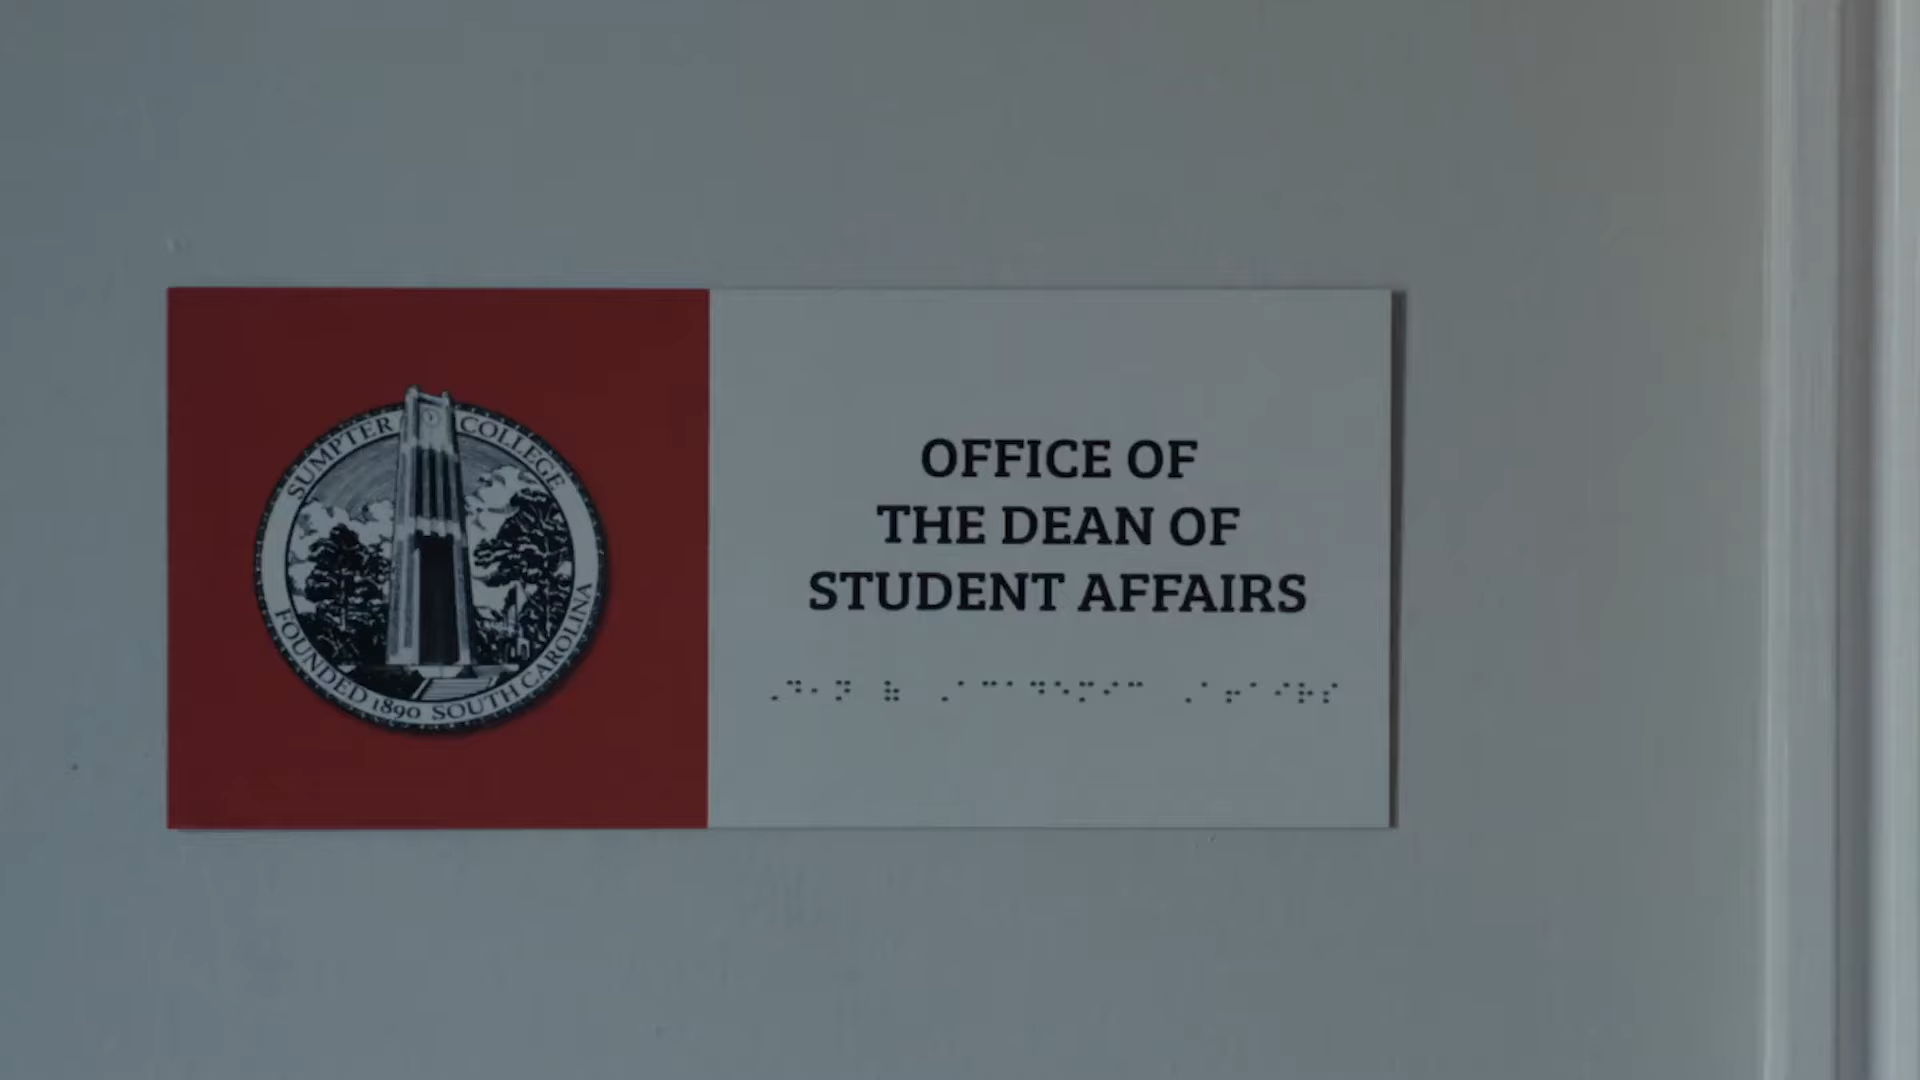 SUMPTER COLLEGE
FOUNDED 1890 SOUTH CAROLINA
OFFICE OF
THE DEAN OF
STUDENT AFFAIRS